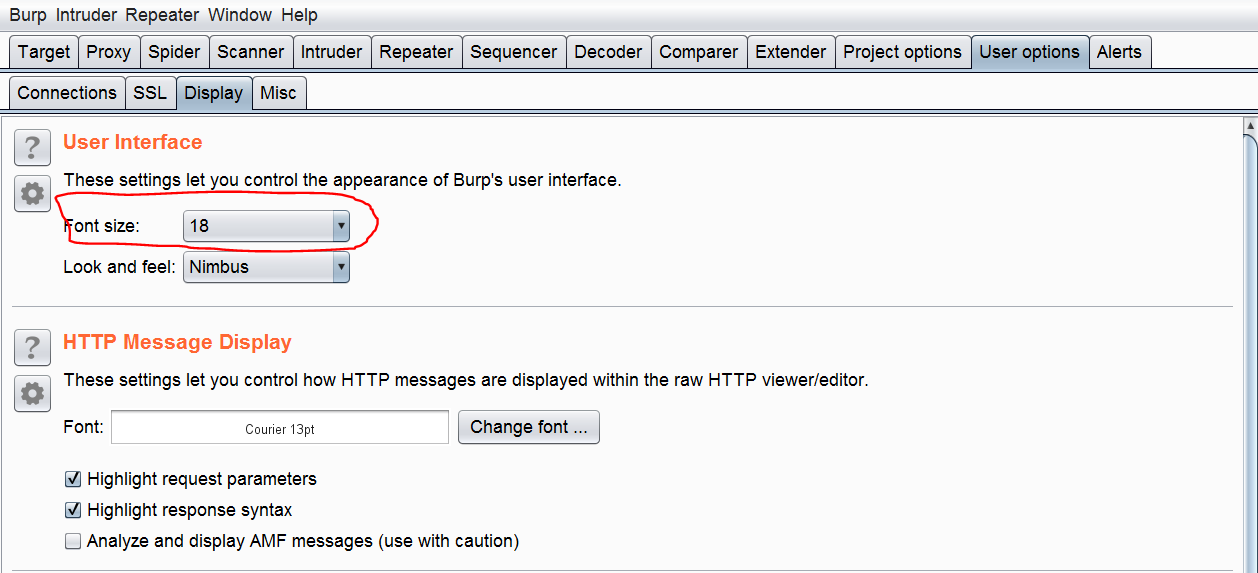 Burp Intruder Repeater Window Help
Target Proxy Spider Scanner Intruder Repeater Sequencer Decoder Comparer Extender Project options User options Alerts
Connections SSL Display Misc
? User Interface
These settings let you control the appearance of Burp's user interface.
Font size: 18
Look and feel: Nimbus
? HTTP Message Display
These settings let you control how HTTP messages are displayed within the raw HTTP viewer/editor.
Font: Courier 13pt Change font ...
Highlight request parameters
Highlight response syntax
Analyze and display AMF messages (use with caution)